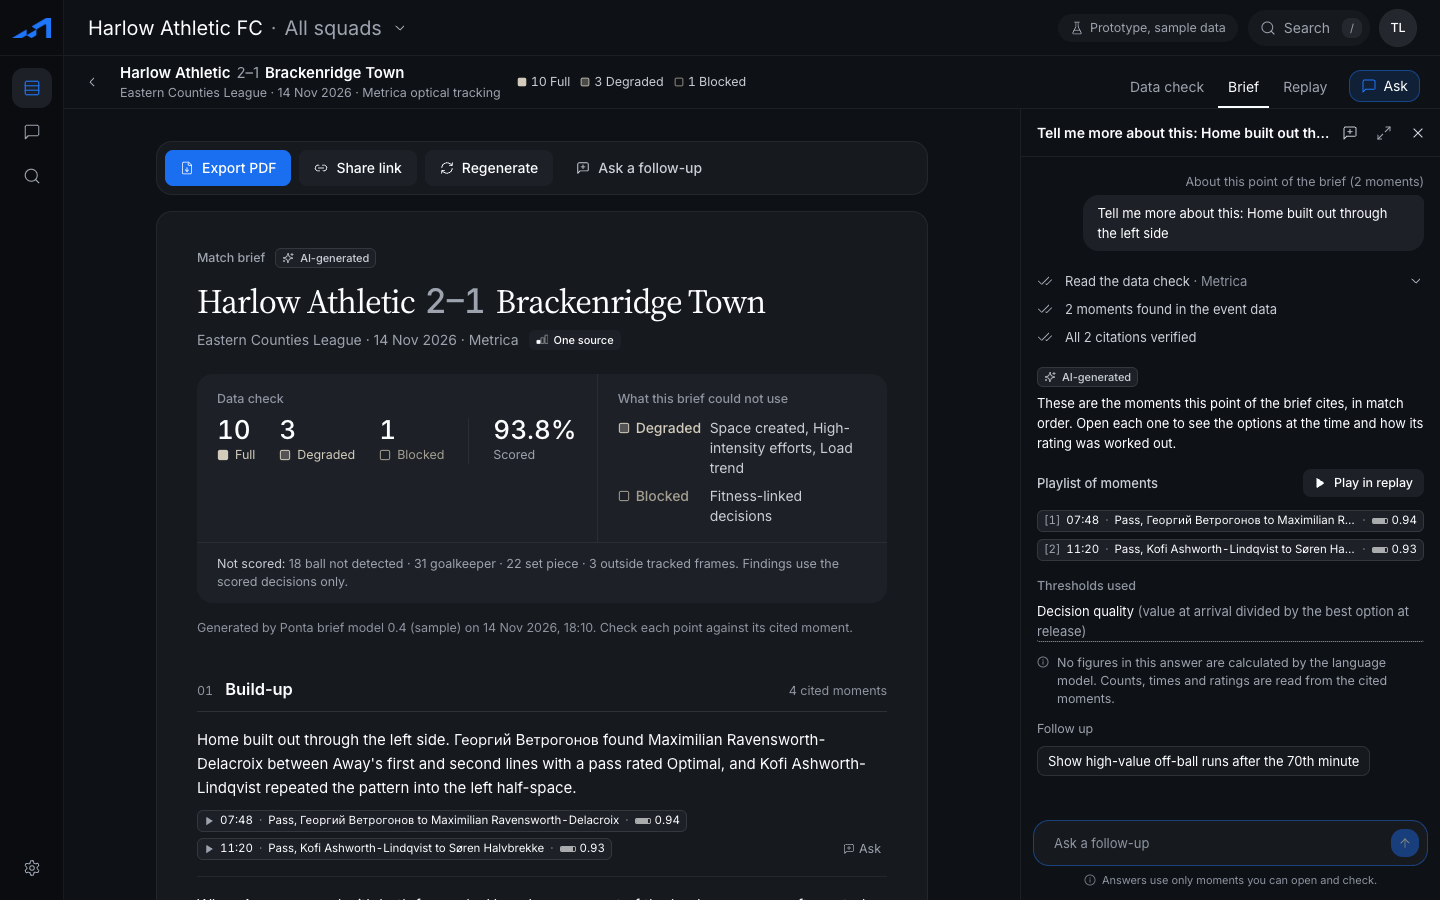 Harlow Athletic FC · All squads
Prototype, sample data
Search /
TL
Harlow Athletic 2–1 Brackenridge Town
Eastern Counties League · 14 Nov 2026 · Metrica optical tracking
10 Full 3 Degraded 1 Blocked
Data check
Brief
Replay
Ask
Export PDF
Share link
Regenerate
Ask a follow-up
Match brief AI-generated
Harlow Athletic 2–1 Brackenridge Town
Eastern Counties League · 14 Nov 2026 · Metrica One source
Data check
10 3 1 93.8%
Full Degraded Blocked Scored
What this brief could not use
Degraded Space created, High-
intensity efforts, Load
trend
Blocked Fitness-linked
decisions
Not scored: 18 ball not detected · 31 goalkeeper · 22 set piece · 3 outside tracked frames. Findings use the
scored decisions only.
Generated by Ponta brief model 0.4 (sample) on 14 Nov 2026, 18:10. Check each point against its cited moment.
01 Build-up 4 cited moments
Home built out through the left side. Георгий Ветрогонов found Maximilian Ravensworth-
Delacroix between Away's first and second lines with a pass rated Optimal, and Kofi Ashworth-
Lindqvist repeated the pattern into the left half-space.
07:48 · Pass, Георгий Ветрогонов to Maximilian Ravensworth-Delacroix · 0.94
11:20 · Pass, Kofi Ashworth-Lindqvist to Søren Halvbrekke · 0.93
Ask
Tell me more about this: Home built out th...
About this point of the brief (2 moments)
Tell me more about this: Home built out through
the left side
Read the data check · Metrica
2 moments found in the event data
All 2 citations verified
AI-generated
These are the moments this point of the brief cites, in match
order. Open each one to see the options at the time and how its
rating was worked out.
Playlist of moments
Play in replay
[1] 07:48 · Pass, Георгий Ветрогонов to Maximilian R... · 0.94
[2] 11:20 · Pass, Kofi Ashworth-Lindqvist to Søren Ha... · 0.93
Thresholds used
Decision quality (value at arrival divided by the best option at
release)
No figures in this answer are calculated by the language
model. Counts, times and ratings are read from the cited
moments.
Follow up
Show high-value off-ball runs after the 70th minute
Ask a follow-up
Answers use only moments you can open and check.